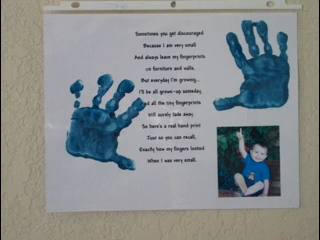 Sometimes you get discouraged
Because I am very small
And always leave my fingerprints
on furniture and walls.
But everyday I'm growing...
I'll be all grown-up someday,
And all the tiny fingerprints
Will surely fade away.
So here's a real hand print
Just so you can recall,
Exactly how my fingers looked
When I was very small.